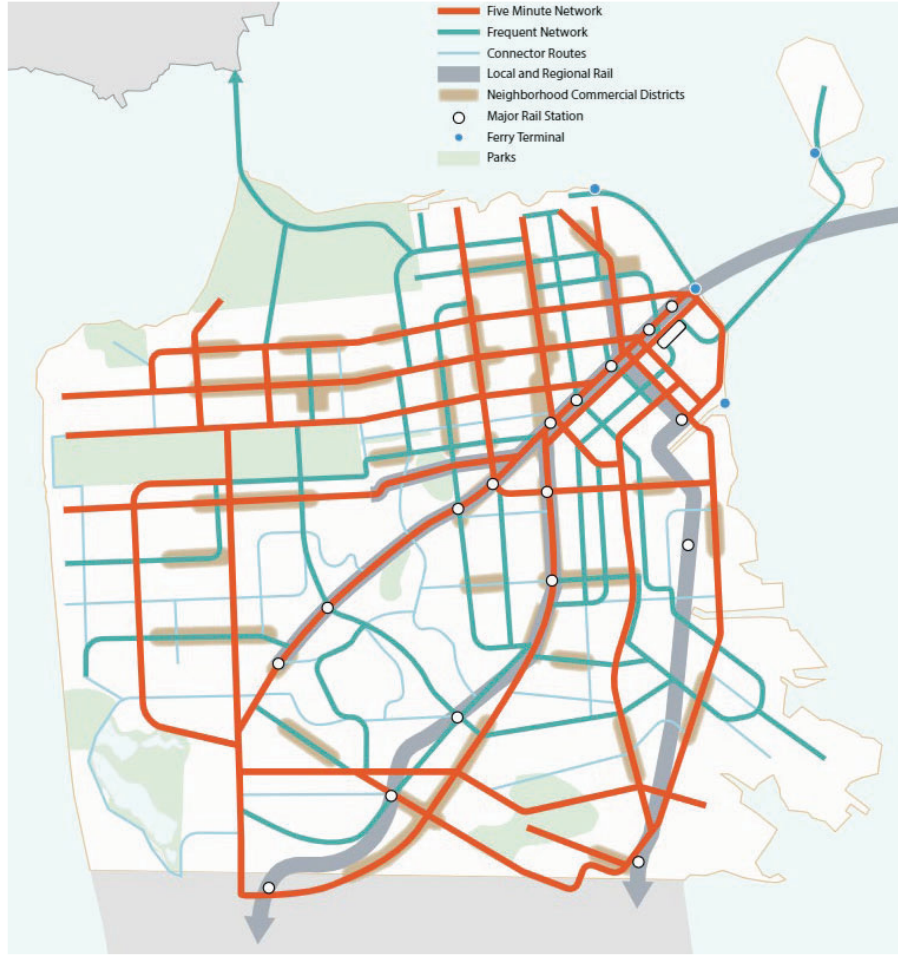 Five Minute Network
Frequent Network
Connector Routes
Local and Regional Rail
Neighborhood Commercial Districts
Major Rail Station
Ferry Terminal
Parks